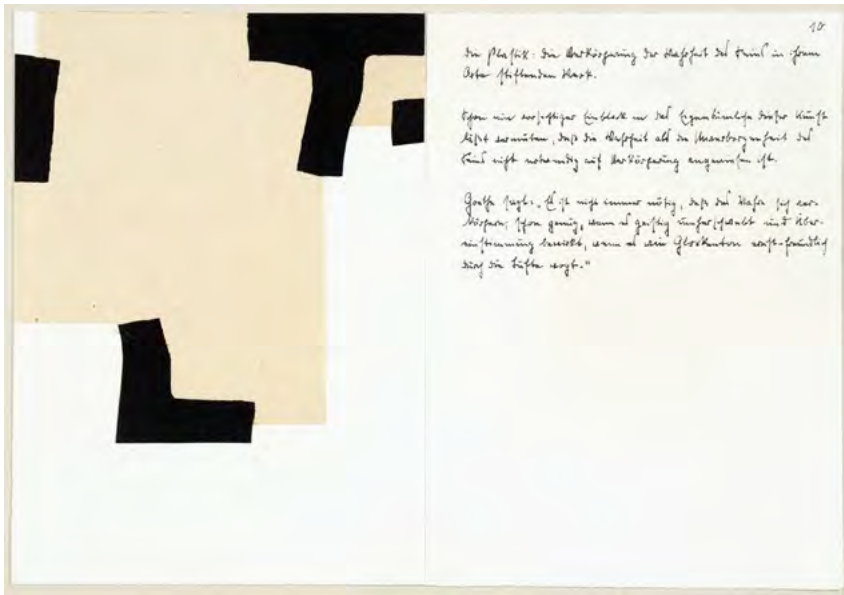 10
Die Plastik: die Verkörperung der Wahrheit des Seins in ihrem
Orte stiftenden Werk.
Schon ein vorsichtiger Einblick in das Eigentümliche dieser Kunst
läßt vermuten, daß die Wahrheit als die Unverborgenheit des
Seins nicht notwendig auf Verkörperung angewiesen ist.
Goethe sagt: „Es ist nicht immer nötig, daß das Wahre sich ver-
körpere; schon genug, wenn es geistig umherschwebt und Über-
einstimmung bewirkt, wenn es wie Glockenton ernst-freundlich
durch die Lüfte wogt.“